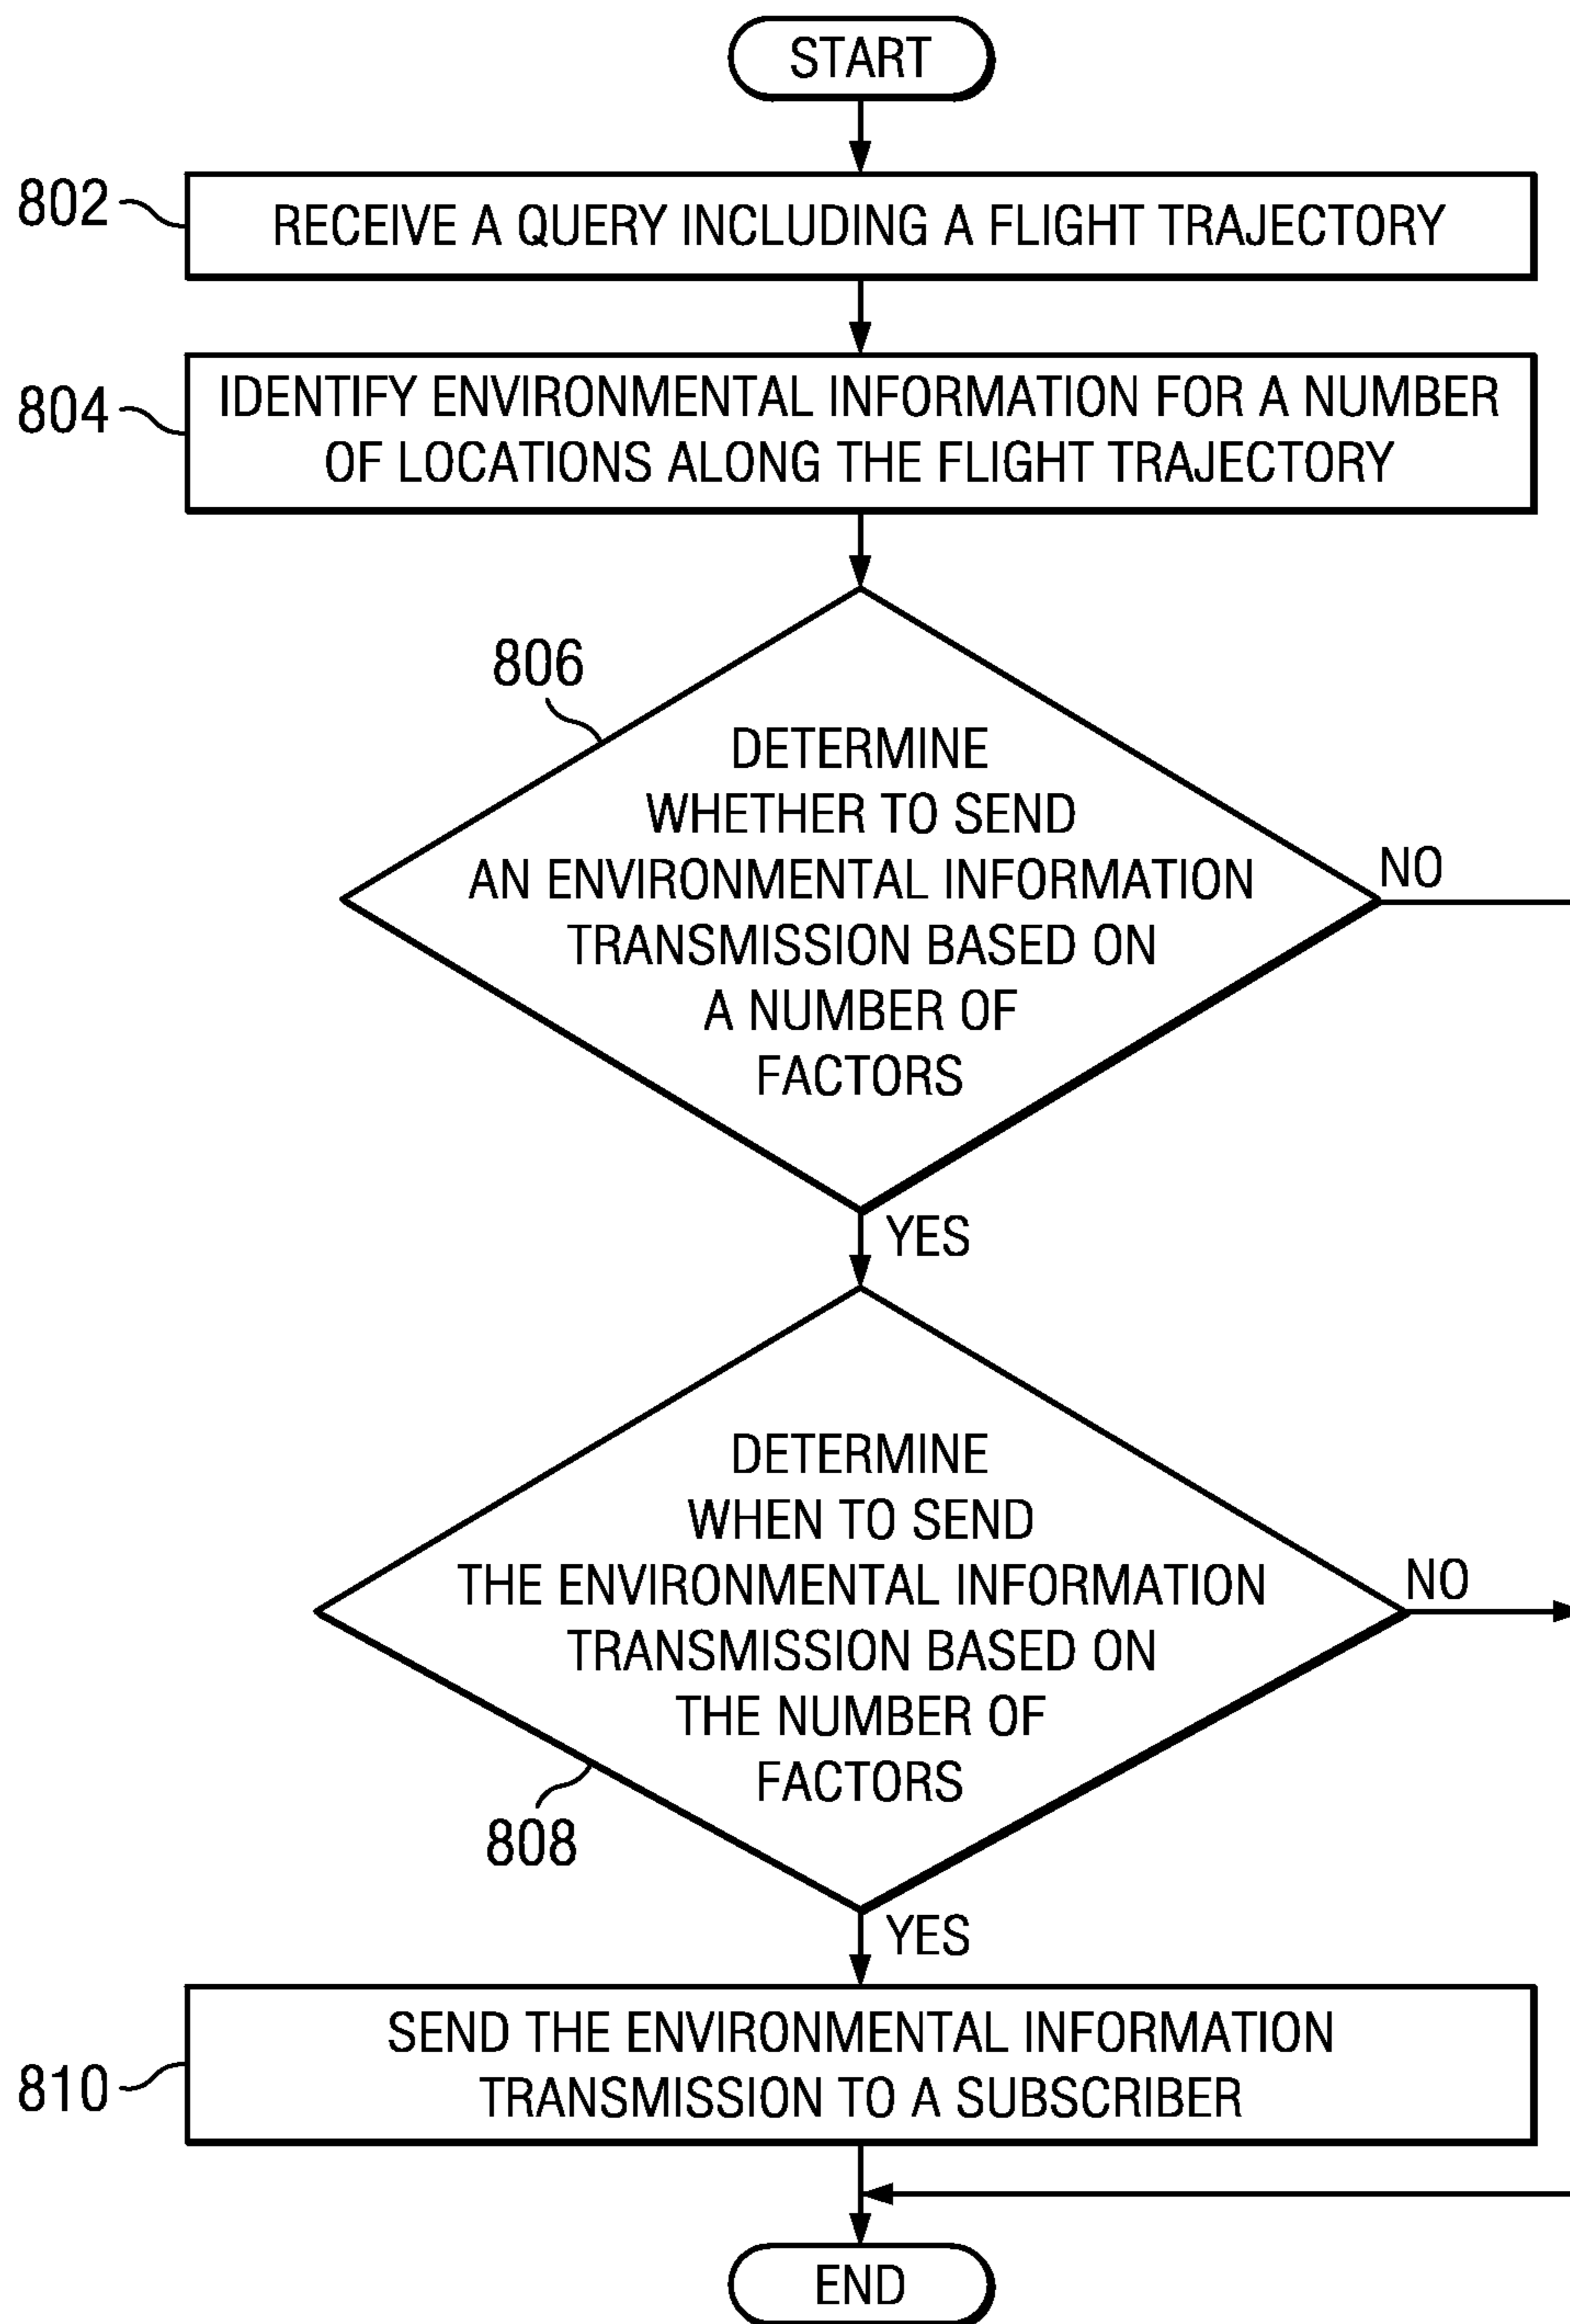 START
802
RECEIVE A QUERY INCLUDING A FLIGHT TRAJECTORY
804
IDENTIFY ENVIRONMENTAL INFORMATION FOR A NUMBER
OF LOCATIONS ALONG THE FLIGHT TRAJECTORY
806
DETERMINE
WHETHER TO SEND
AN ENVIRONMENTAL INFORMATION
TRANSMISSION BASED ON
A NUMBER OF
FACTORS
NO
YES
DETERMINE
WHEN TO SEND
THE ENVIRONMENTAL INFORMATION
TRANSMISSION BASED ON
THE NUMBER OF
FACTORS
NO
808
YES
810
SEND THE ENVIRONMENTAL INFORMATION
TRANSMISSION TO A SUBSCRIBER
END